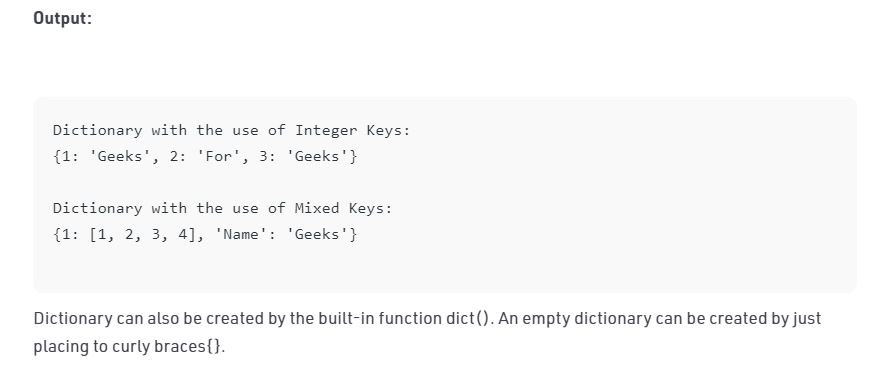 Output:
Dictionary with the use of Integer Keys:
{1: 'Geeks', 2: 'For', 3: 'Geeks'}
Dictionary with the use of Mixed Keys:
{1: [1, 2, 3, 4], 'Name': 'Geeks'}
Dictionary can also be created by the built-in function dict(). An empty dictionary can be created by just
placing to curly braces{}.